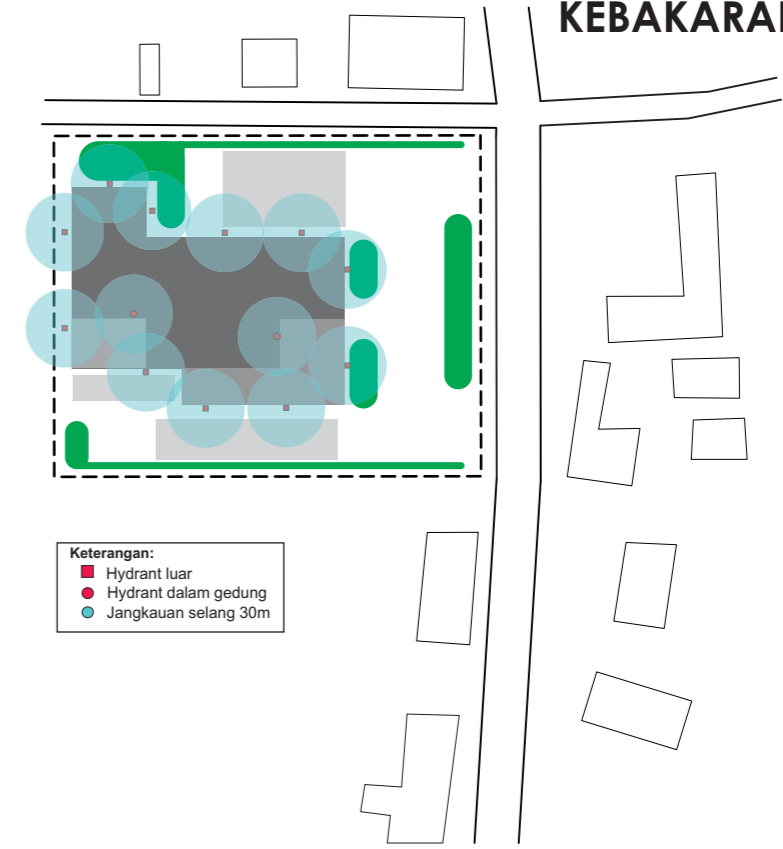 KEBAKARAN
Keterangan:
Hydrant luar
Hydrant dalam gedung
Jangkauan selang 30m